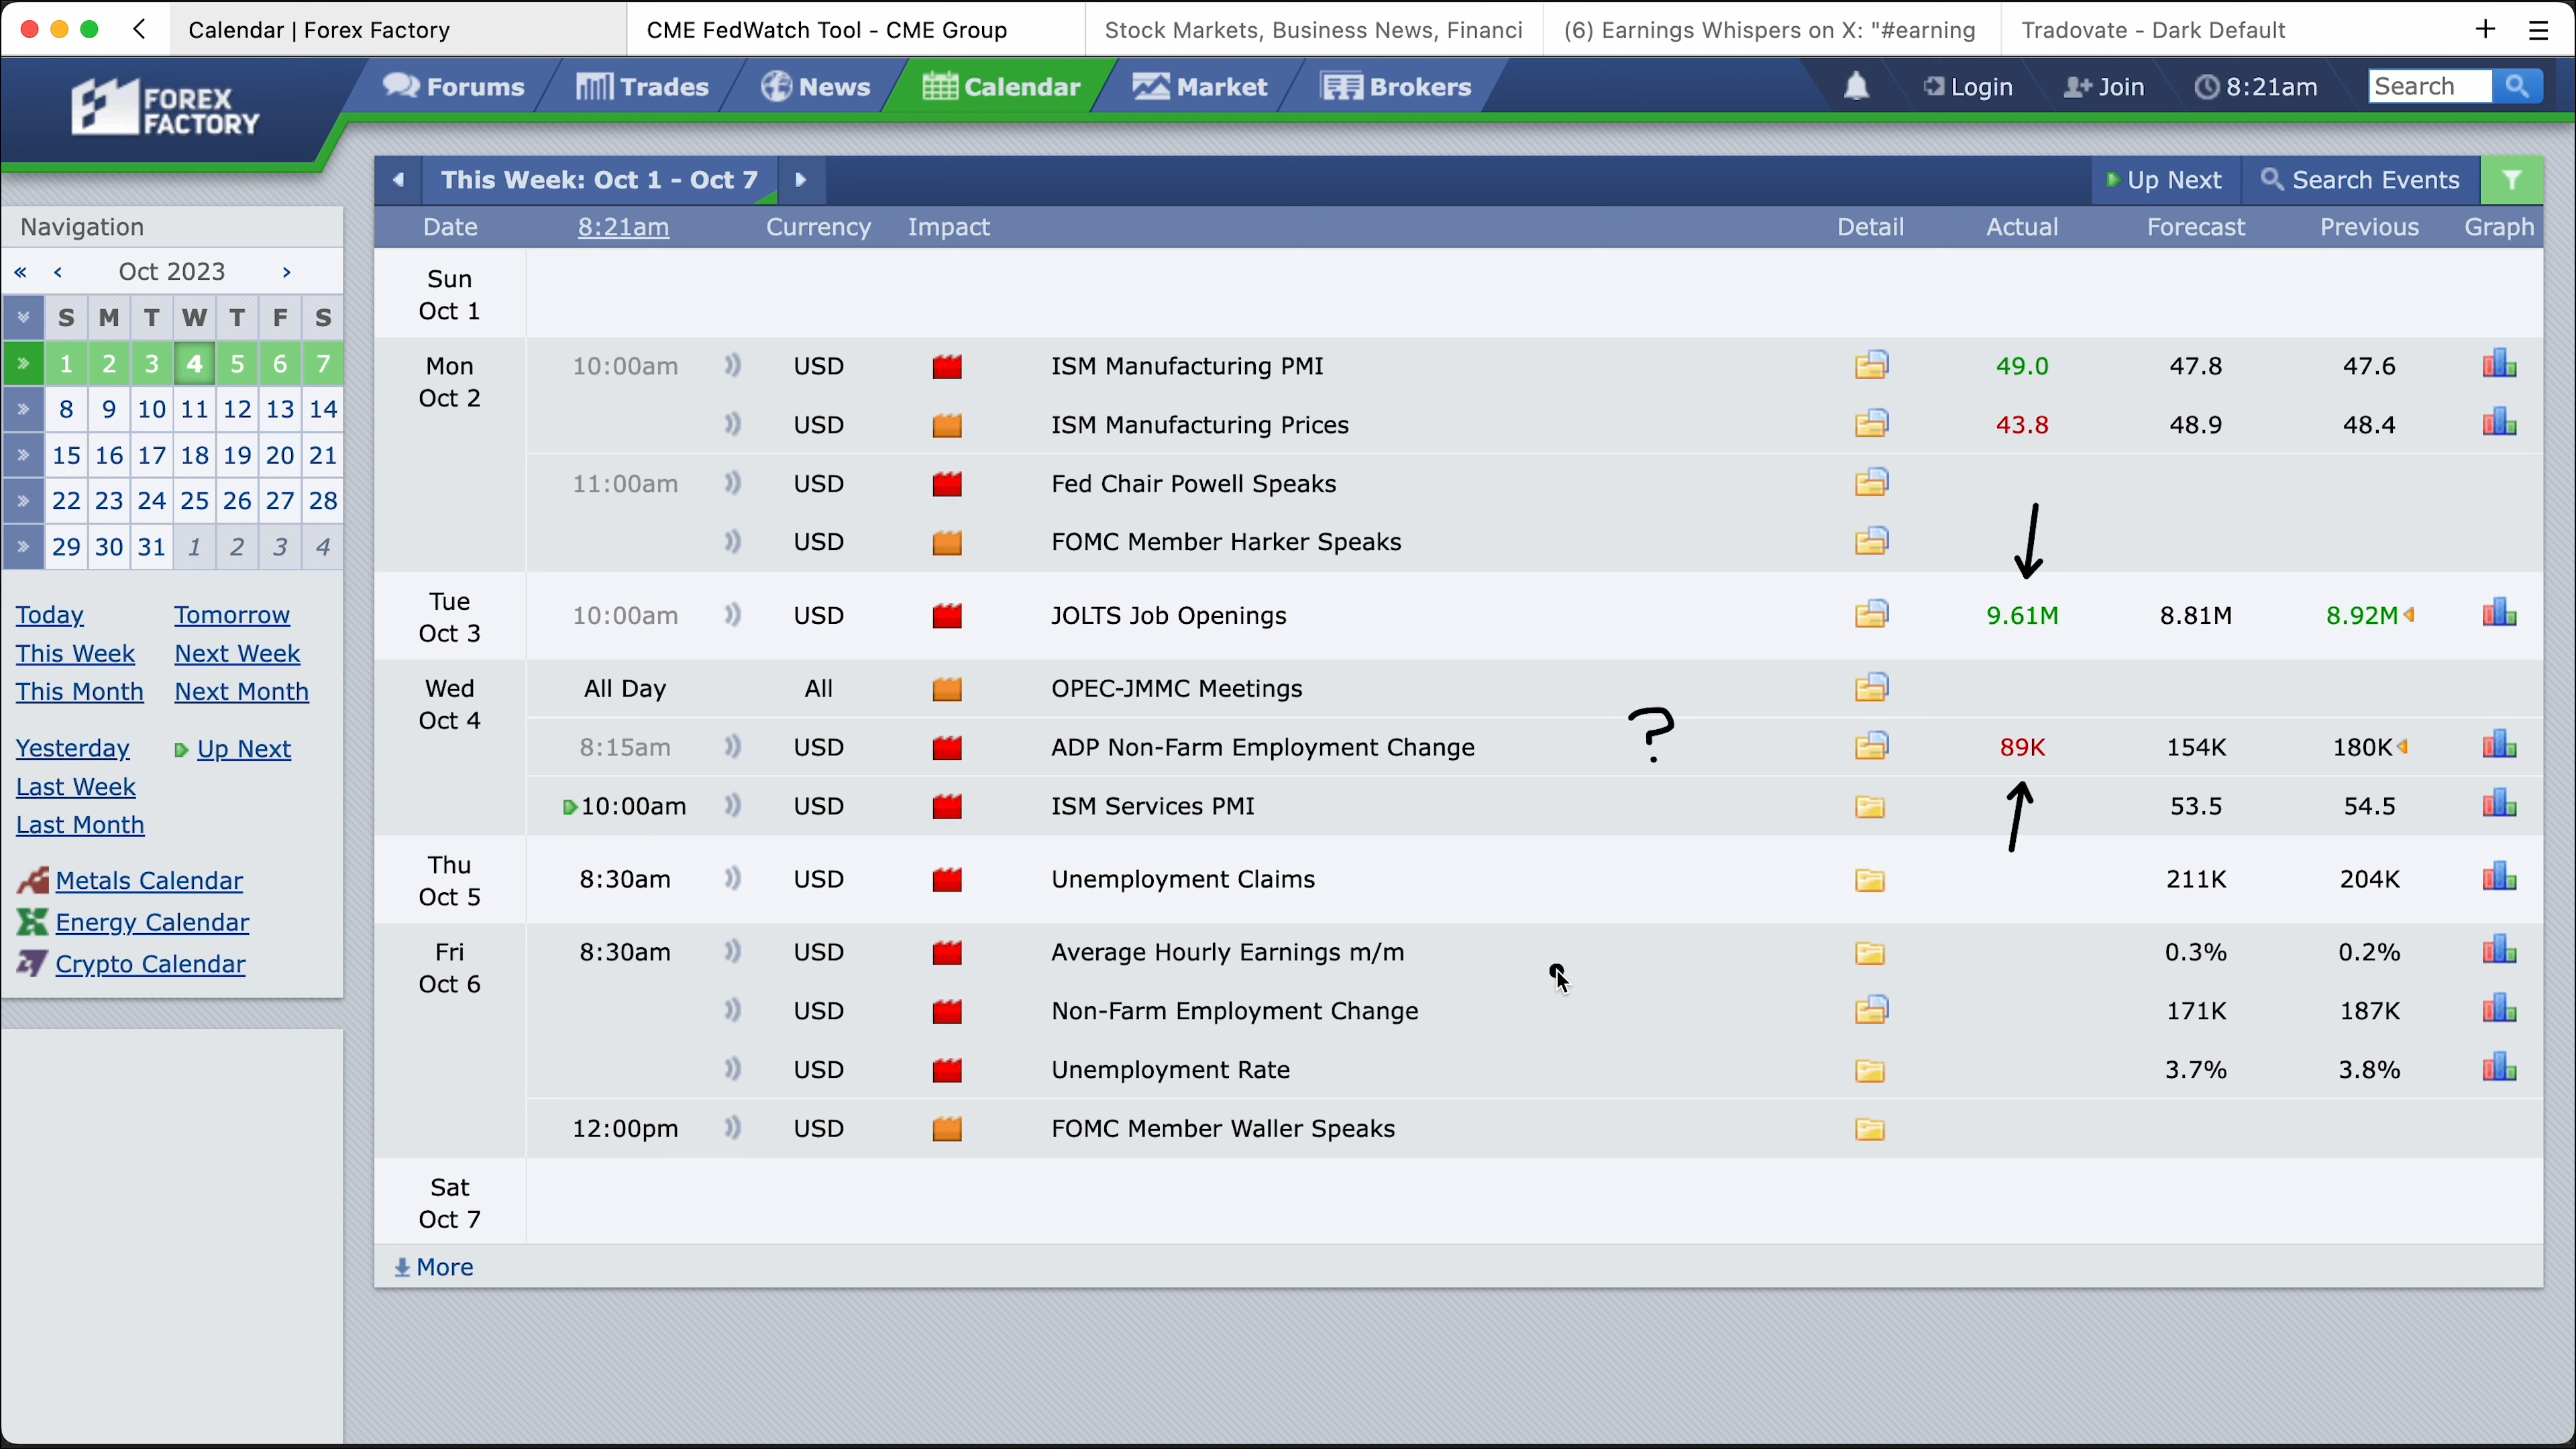 Calendar | Forex Factory
CME FedWatch Tool - CME Group
Stock Markets, Business News, Financi
(6) Earnings Whispers on X: "#earning
Tradovate - Dark Default
FOREX
FACTORY
Forums
Trades
News
Calendar
Market
Brokers
Login
Join
8:21am
Search
Navigation
« ‹ Oct 2023 ›
S M T W T F S
1 2 3 4 5 6 7
8 9 10 11 12 13 14
15 16 17 18 19 20 21
22 23 24 25 26 27 28
29 30 31 1 2 3 4
Today Tomorrow
This Week Next Week
This Month Next Month
Yesterday Up Next
Last Week
Last Month
Metals Calendar
Energy Calendar
Crypto Calendar
This Week: Oct 1 - Oct 7
Up Next
Search Events
Date 8:21am Currency Impact Detail Actual Forecast Previous Graph
Sun
Oct 1
Mon
Oct 2
10:00am USD ISM Manufacturing PMI 49.0 47.8 47.6
USD ISM Manufacturing Prices 43.8 48.9 48.4
11:00am USD Fed Chair Powell Speaks
USD FOMC Member Harker Speaks
Tue
Oct 3
10:00am USD JOLTS Job Openings 9.61M 8.81M 8.92M
Wed
Oct 4
All Day All OPEC-JMMC Meetings
8:15am USD ADP Non-Farm Employment Change ? 89K 154K 180K
10:00am USD ISM Services PMI 53.5 54.5
Thu
Oct 5
8:30am USD Unemployment Claims 211K 204K
Fri
Oct 6
8:30am USD Average Hourly Earnings m/m 0.3% 0.2%
USD Non-Farm Employment Change 171K 187K
USD Unemployment Rate 3.7% 3.8%
12:00pm USD FOMC Member Waller Speaks
Sat
Oct 7
More